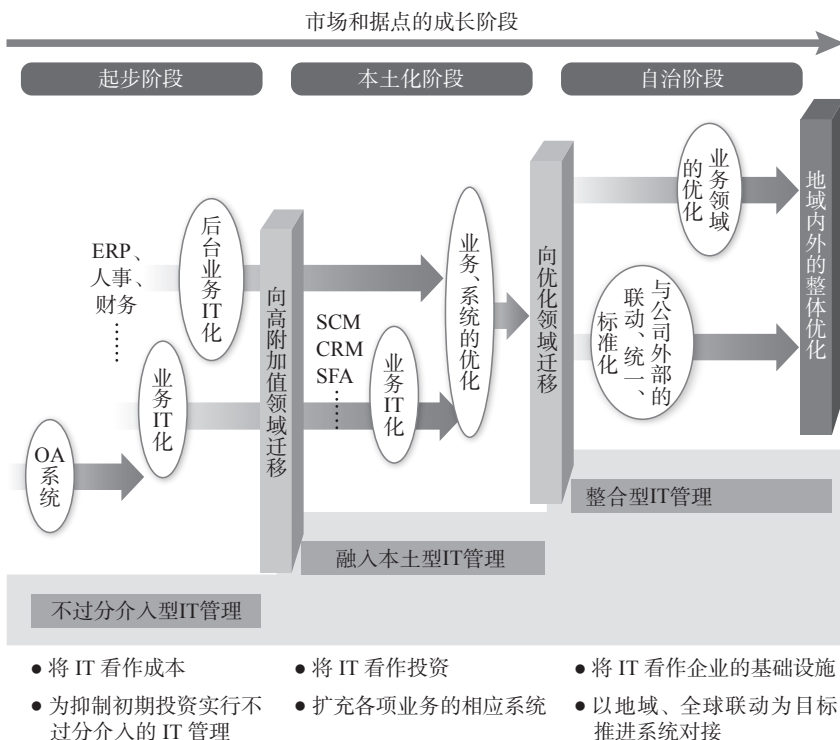 市场和据点的成长阶段
起步阶段
本土化阶段
自治阶段
ERP、
人事、
财务
……
后台业务IT化
业务IT化
OA
系统
向高附加值领域迁移
SCM
CRM
SFA
……
业务IT化
业务、系统的优化
向优化领域迁移
业务领域
的优化
与公司外部的
联动、统一、
标准化
地域内外的整体优化
整合型IT管理
融入本土型IT管理
不过分介入型IT管理
● 将 IT 看作成本
● 为抑制初期投资实行不
过分介入的 IT 管理
● 将 IT 看作投资
● 扩充各项业务的相应系统
● 将 IT 看作企业的基础设施
● 以地域、全球联动为目标
推进系统对接